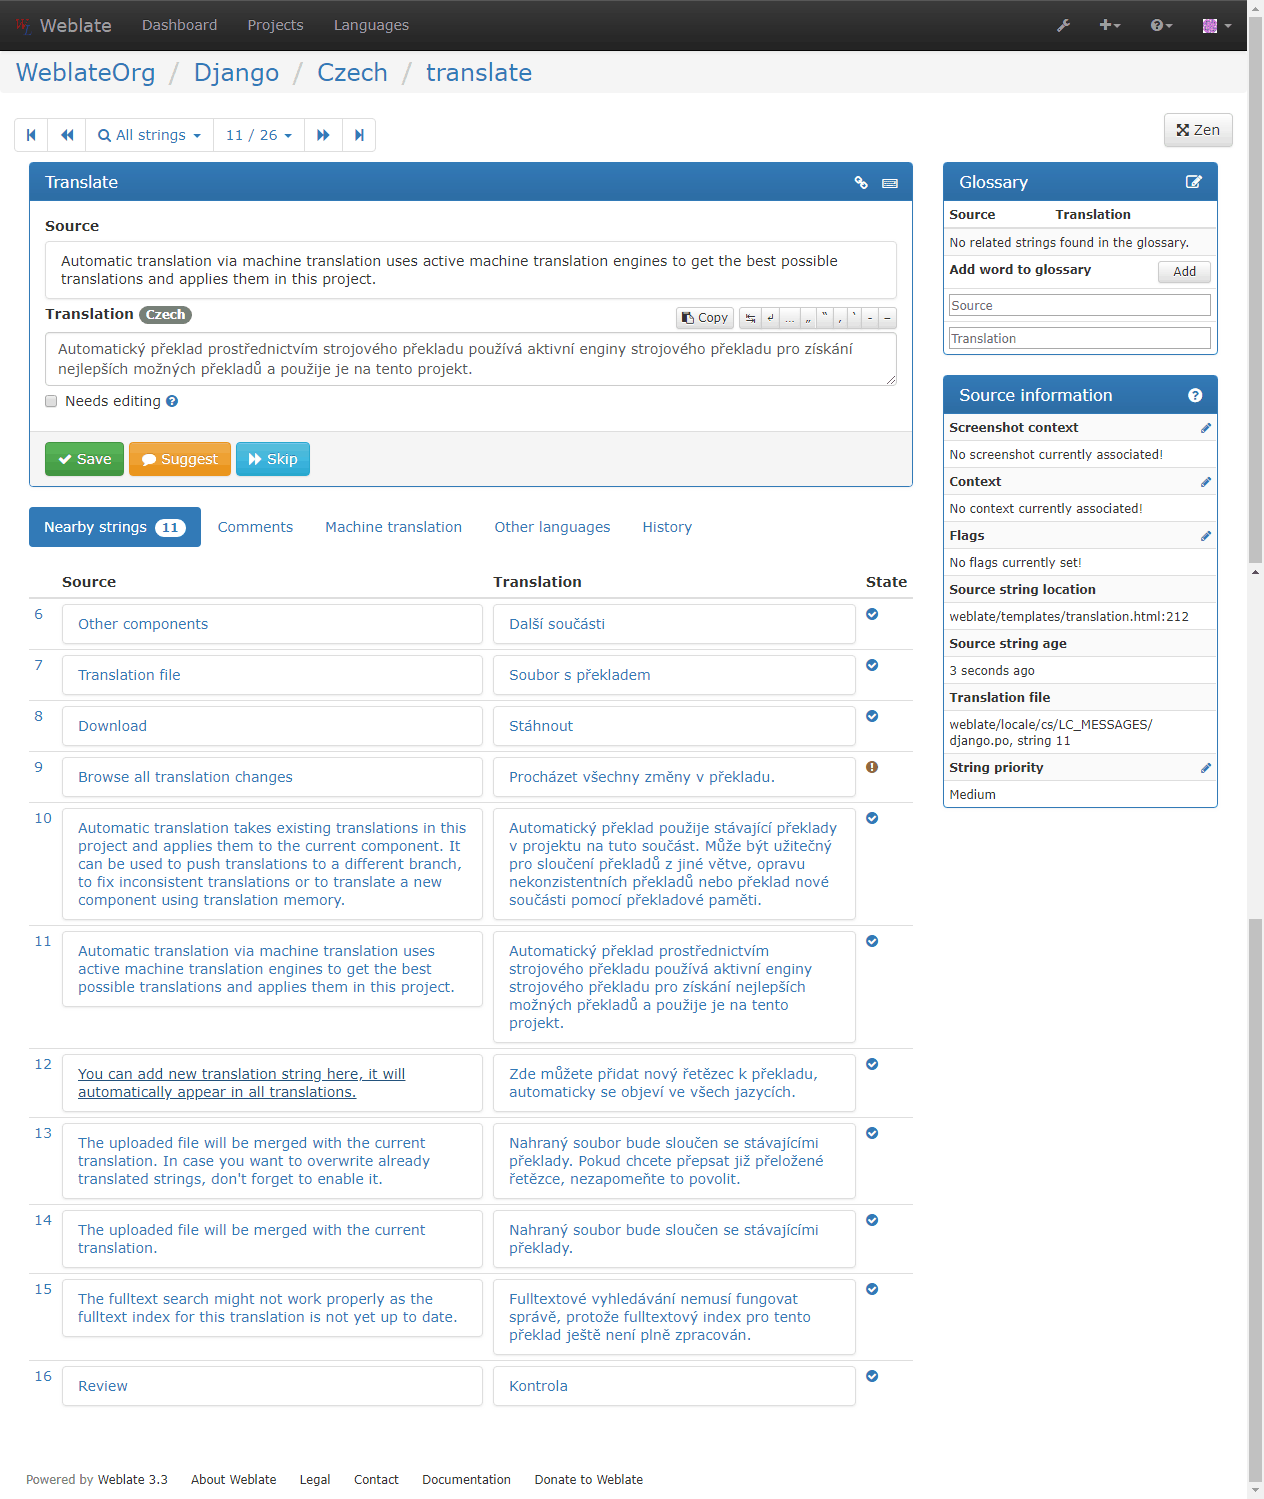 Weblate Dashboard Projects Languages
WeblateOrg / Django / Czech / translate
All strings 11 / 26
Zen
Translate
Source
Automatic translation via machine translation uses active machine translation engines to get the best possible
translations and applies them in this project.
Translation Czech
Copy
Automatický překlad prostřednictvím strojového překladu používá aktivní enginy strojového překladu pro získání
nejlepších možných překladů a použije je na tento projekt.
Needs editing
Save Suggest Skip
Glossary
Source Translation
No related strings found in the glossary.
Add word to glossary Add
Source
Translation
Source information
Screenshot context
No screenshot currently associated!
Context
No context currently associated!
Flags
No flags currently set!
Source string location
weblate/templates/translation.html:212
Source string age
3 seconds ago
Translation file
weblate/locale/cs/LC_MESSAGES/
django.po, string 11
String priority
Medium
Nearby strings 11 Comments Machine translation Other languages History
Source Translation State
6 Other components Další součásti
7 Translation file Soubor s překladem
8 Download Stáhnout
9 Browse all translation changes Procházet všechny změny v překladu.
10
Automatic translation takes existing translations in this
project and applies them to the current component. It
can be used to push translations to a different branch,
to fix inconsistent translations or to translate a new
component using translation memory.
Automatický překlad použije stávající překlady
v projektu na tuto součást. Může být užitečný
pro sloučení překladů z jiné větve, opravu
nekonzistentních překladů nebo překlad nové
součásti pomocí překladové paměti.
11
Automatic translation via machine translation uses
active machine translation engines to get the best
possible translations and applies them in this project.
Automatický překlad prostřednictvím
strojového překladu používá aktivní enginy
strojového překladu pro získání nejlepších
možných překladů a použije je na tento
projekt.
12
You can add new translation string here, it will
automatically appear in all translations.
Zde můžete přidat nový řetězec k překladu,
automaticky se objeví ve všech jazycích.
13
The uploaded file will be merged with the current
translation. In case you want to overwrite already
translated strings, don't forget to enable it.
Nahraný soubor bude sloučen se stávajícími
překlady. Pokud chcete přepsat již přeložené
řetězce, nezapomeňte to povolit.
14
The uploaded file will be merged with the current
translation.
Nahraný soubor bude sloučen se stávajícími
překlady.
15
The fulltext search might not work properly as the
fulltext index for this translation is not yet up to date.
Fulltextové vyhledávání nemusí fungovat
správě, protože fulltextový index pro tento
překlad ještě není plně zpracován.
16 Review Kontrola
Powered by Weblate 3.3 About Weblate Legal Contact Documentation Donate to Weblate